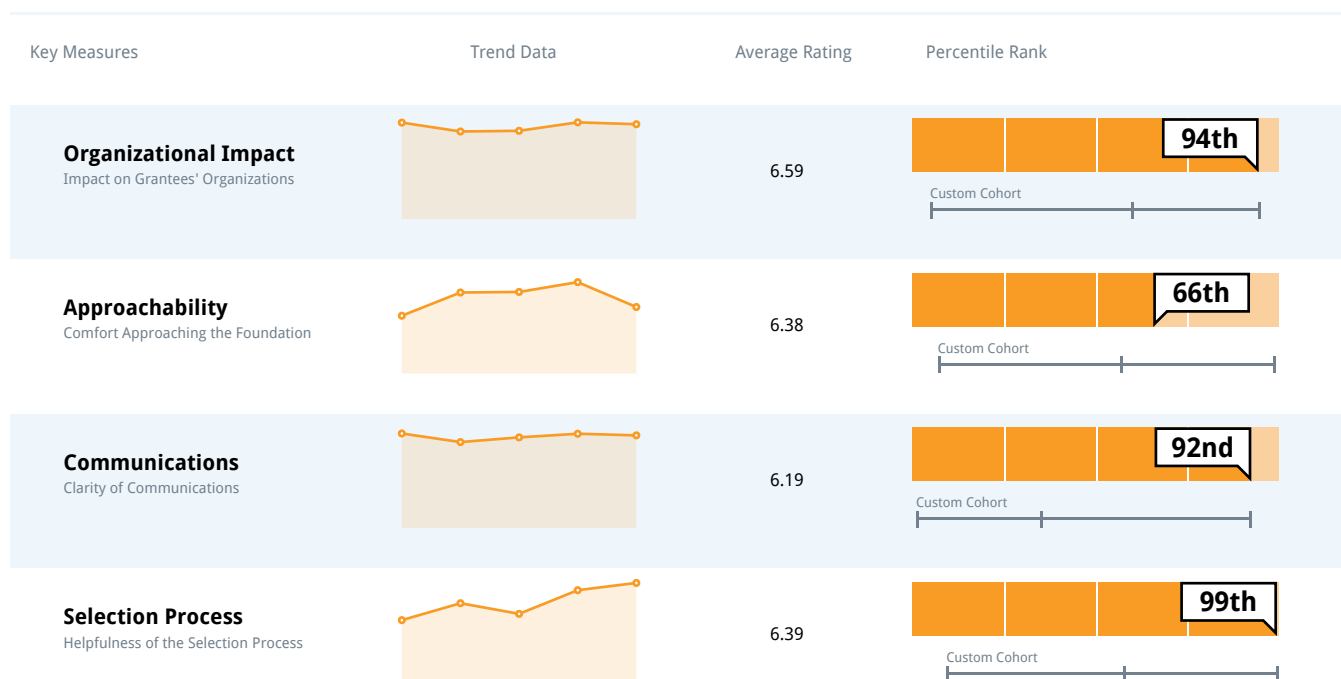 Key Measures
Trend Data
Average Rating
Percentile Rank
Organizational Impact
Impact on Grantees' Organizations
6.59
94th
Custom Cohort
Approachability
Comfort Approaching the Foundation
6.38
66th
Custom Cohort
Communications
Clarity of Communications
6.19
92nd
Custom Cohort
Selection Process
Helpfulness of the Selection Process
6.39
99th
Custom Cohort